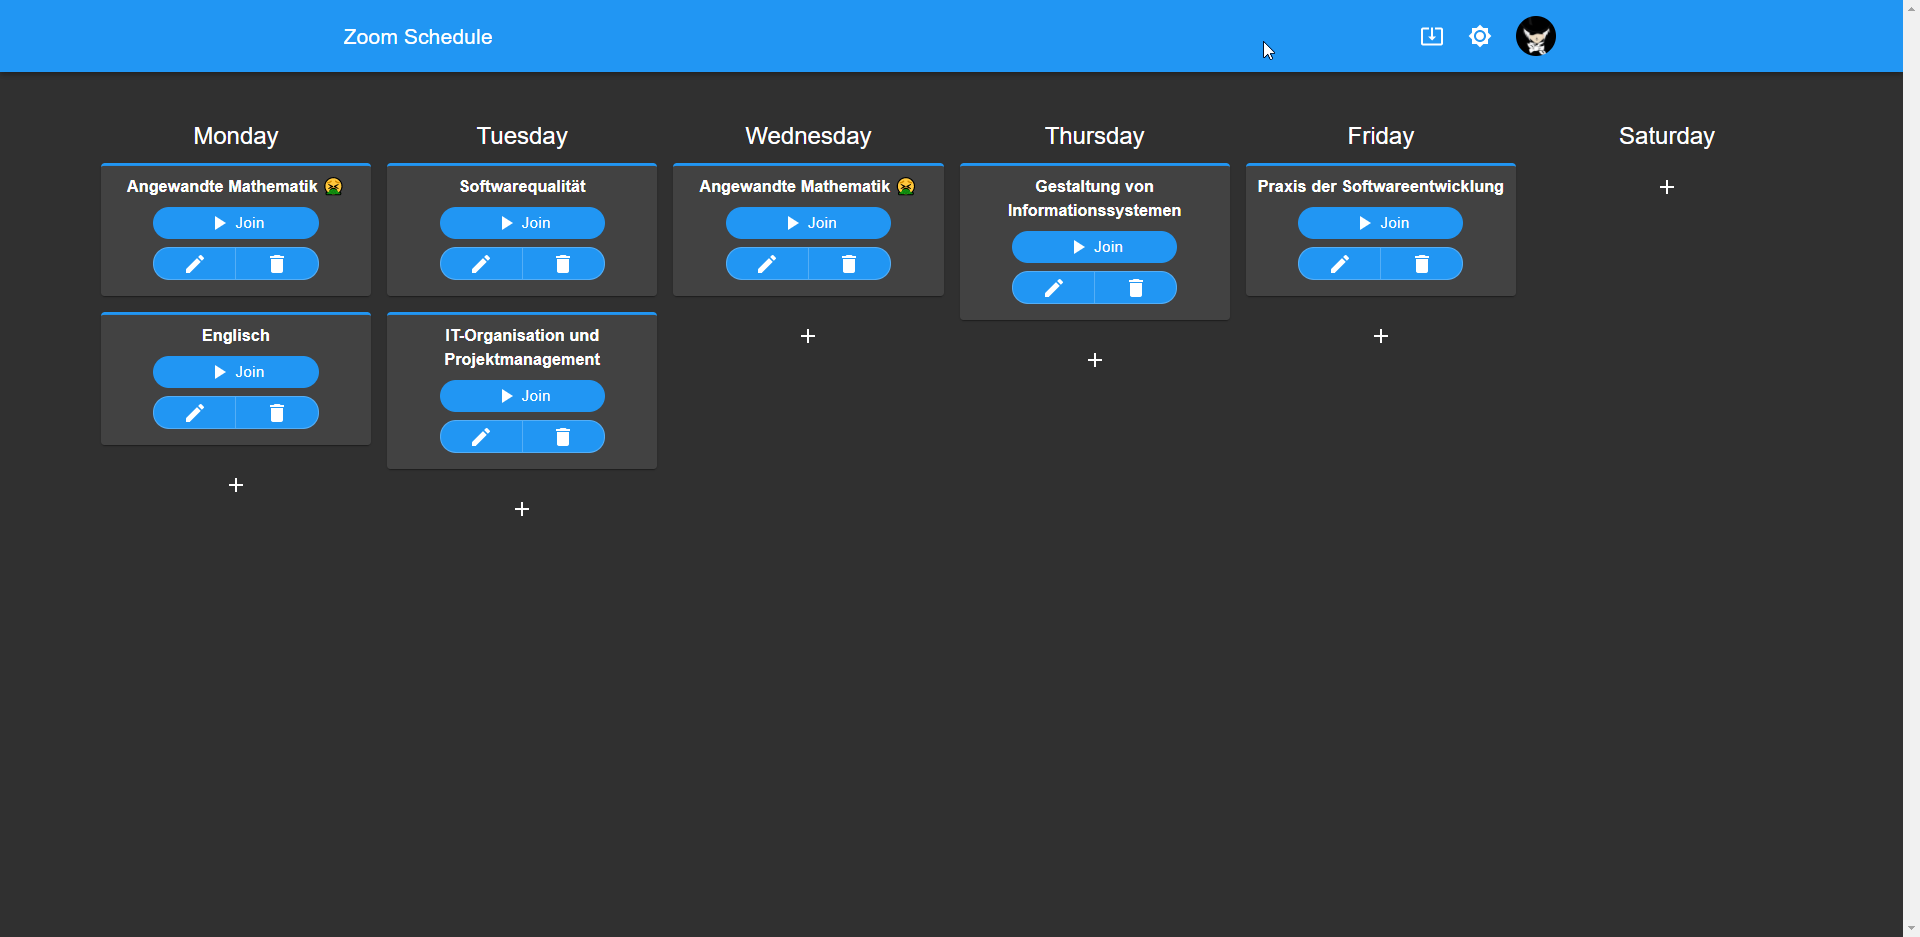 Zoom Schedule
Monday
Angewandte Mathematik 🤮
Join
Englisch
Join
Tuesday
Softwarequalität
Join
IT-Organisation und
Projektmanagement
Join
Wednesday
Angewandte Mathematik 🤮
Join
Thursday
Gestaltung von
Informationssystemen
Join
Friday
Praxis der Softwareentwicklung
Join
Saturday